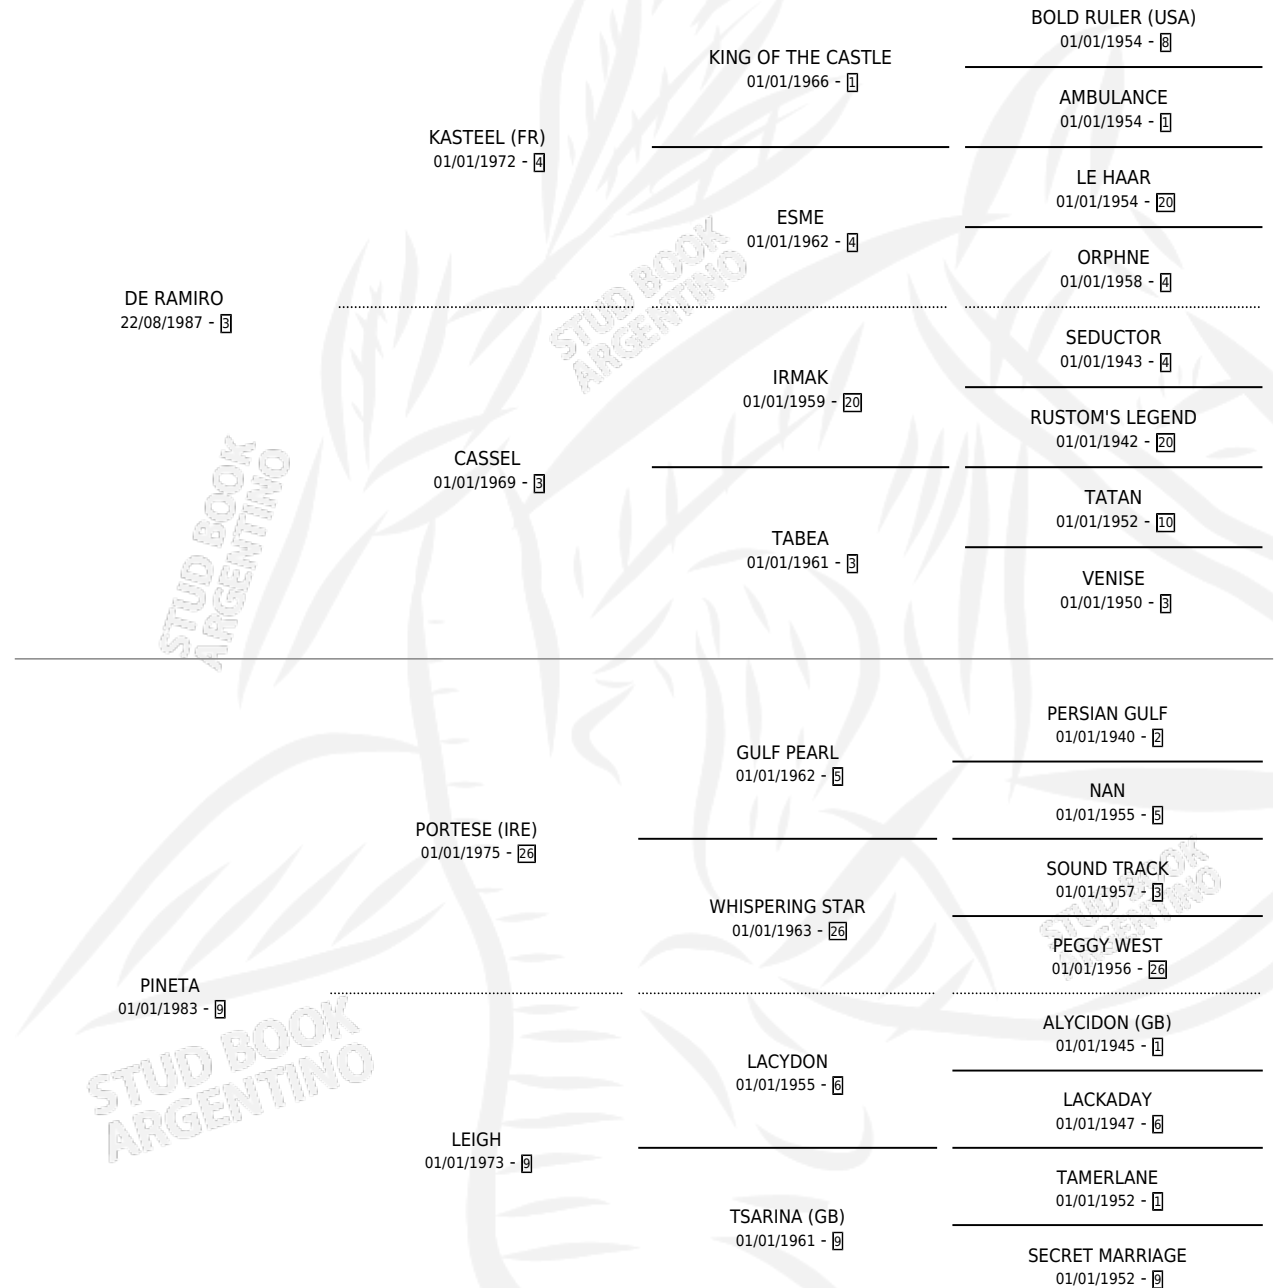 BOLD RULER (USA)
01/01/1954 - 8
KING OF THE CASTLE
01/01/1966 - 1
AMBULANCE
01/01/1954 - 1
KASTEEL (FR)
01/01/1972 - 4
LE HAAR
01/01/1954 - 20
ESME
01/01/1962 - 4
ORPHNE
01/01/1958 - 4
DE RAMIRO
22/08/1987 - 3
STUD BOOK
ARGENTINO
SEDUCTOR
01/01/1943 - 4
IRMAK
01/01/1959 - 20
RUSTOM'S LEGEND
01/01/1942 - 20
CASSEL
01/01/1969 - 3
TATAN
01/01/1952 - 10
TABEA
01/01/1961 - 3
VENISE
01/01/1950 - 3
STUD BOOK
ARGENTINO
PERSIAN GULF
01/01/1940 - 2
GULF PEARL
01/01/1962 - 5
NAN
01/01/1955 - 5
PORTESE (IRE)
01/01/1975 - 26
SOUND TRACK
01/01/1957 - 3
WHISPERING STAR
01/01/1963 - 26
PEGGY WEST
01/01/1956 - 26
STUD BOOK
ARGENTINO
PINETA
01/01/1983 - 9
ALYCIDON (GB)
01/01/1945 - 1
LACYDON
01/01/1955 - 6
LACKADAY
01/01/1947 - 6
STUD BOOK
ARGENTINO
LEIGH
01/01/1973 - 9
TAMERLANE
01/01/1952 - 1
TSARINA (GB)
01/01/1961 - 9
SECRET MARRIAGE
01/01/1952 - 9